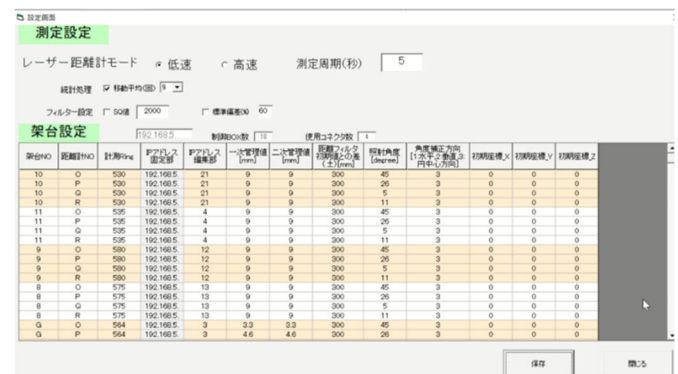 設定画面
測定設定
レーザー距離計モード 低速 高速 測定周期(秒) 5
統計処理 移動平均(回) 9
フィルター設定 SQ値 2000 標準偏差(%) 60
架台設定 192.168.5. 制御BOX数 18 使用コネクタ数 4
架台NO 距離計NO 計測Ring IPアドレス固定部 IPアドレス編集部 一次管理値[mm] 二次管理値[mm] 距離フィルタ初期値との差(±)[mm] 照射角度[degree] 角度補正方向[1:水平,2:垂直,3:円中心方向] 初期座標_X 初期座標_Y 初期座標_Z
10 O 530 192.168.5. 21 9 9 300 45 3 0 0 0
10 P 530 192.168.5. 21 9 9 300 26 3 0 0 0
10 Q 530 192.168.5. 21 9 9 300 5 3 0 0 0
10 R 530 192.168.5. 21 9 9 300 11 3 0 0 0
11 O 535 192.168.5. 4 9 9 300 45 3 0 0 0
11 P 535 192.168.5. 4 9 9 300 26 3 0 0 0
11 Q 535 192.168.5. 4 9 9 300 5 3 0 0 0
11 R 535 192.168.5. 4 9 9 300 11 3 0 0 0
9 O 580 192.168.5. 12 9 9 300 45 3 0 0 0
9 P 580 192.168.5. 12 9 9 300 26 3 0 0 0
9 Q 580 192.168.5. 12 9 9 300 5 3 0 0 0
9 R 580 192.168.5. 12 9 9 300 11 3 0 0 0
8 O 575 192.168.5. 13 9 9 300 45 3 0 0 0
8 P 575 192.168.5. 13 9 9 300 26 3 0 0 0
8 Q 575 192.168.5. 13 9 9 300 5 3 0 0 0
8 R 575 192.168.5. 13 9 9 300 11 3 0 0 0
G O 564 192.168.5. 3 3.3 3.3 300 45 3 0 0 0
G P 564 192.168.5. 3 4.6 4.6 300 26 3 0 0 0
保存 閉じる